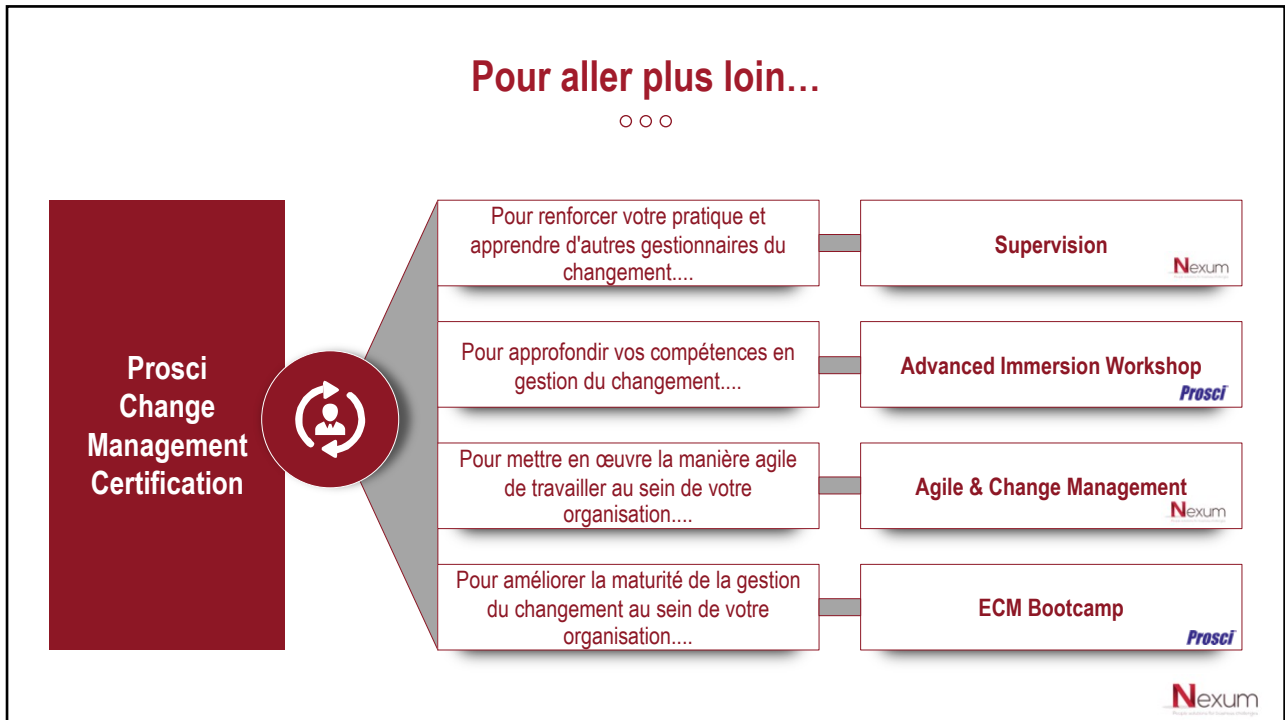 Pour aller plus loin…
Prosci
Change
Management
Certification
Pour renforcer votre pratique et
apprendre d'autres gestionnaires du
changement....
Supervision
Nexum
Pour approfondir vos compétences en
gestion du changement....
Advanced Immersion Workshop
Prosci
Pour mettre en œuvre la manière agile
de travailler au sein de votre
organisation....
Agile & Change Management
Nexum
Pour améliorer la maturité de la gestion
du changement au sein de votre
organisation....
ECM Bootcamp
Prosci
Nexum